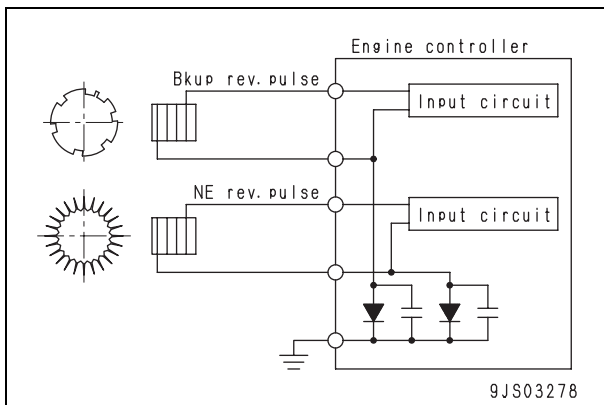 Engine controller
Bkup rev.pulse
Input circuit
NE rev.pulse
Input circuit
9JS03278